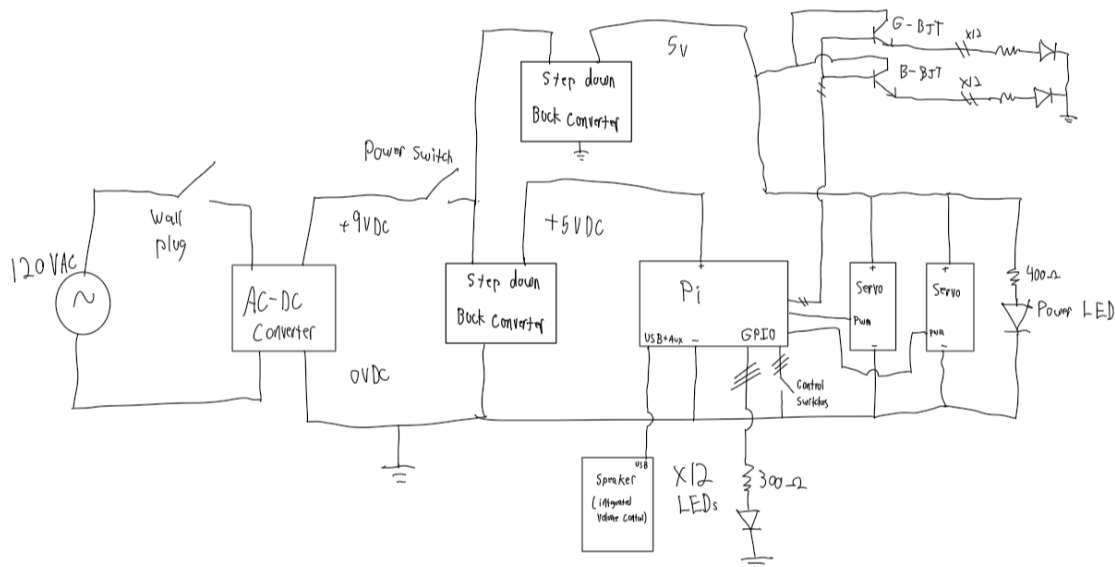 120 VAC
Wall
plug
AC-DC
Converter
+9VDC
0VDC
Power Switch
Step down
Buck Converter
5v
Step down
Buck Converter
+5VDC
G-BJT
X12
B-BJT
X12
+
Pi
USB+Aux
-
GPIO
+
Servo
PWM
-
+
Servo
PWM
-
400Ω
Power LED
Control
Switches
USB
Speaker
(integrated
Volume Control)
X12
LEDs
300Ω